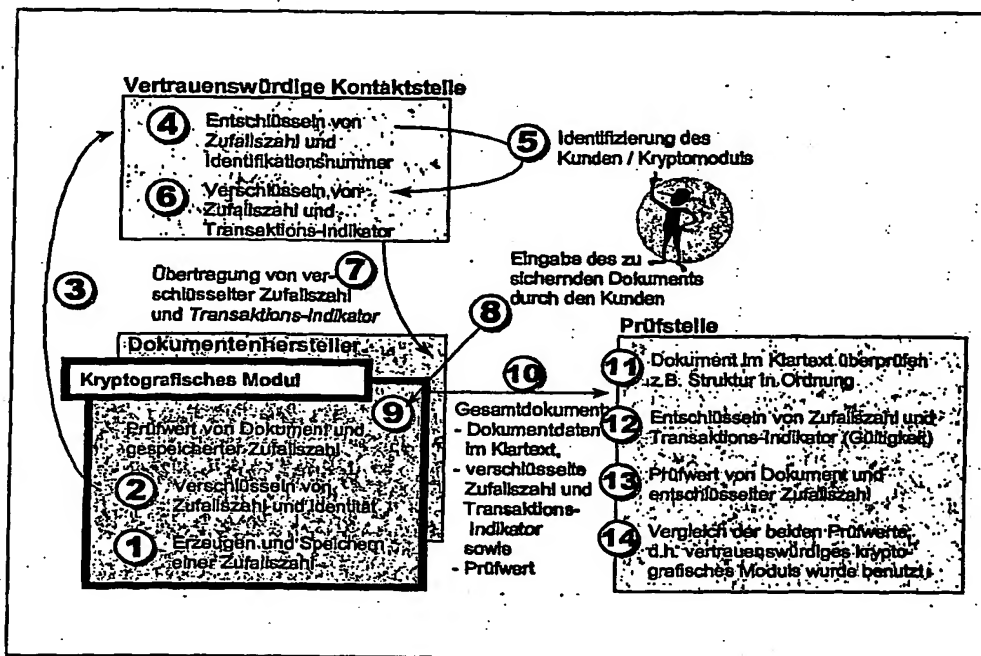 Vertrauenswürdige Kontaktstelle
4 Entschlüsseln von
Zufallszahl und
Identifikationsnummer
5 Identifizierung des
Kunden / Kryptomoduls
6 Verschlüsseln von
Zufallszahl und
Transaktions-Indikator
3
Übertragung von ver- 7
schlüsselter Zufallszahl
und Transaktions-Indikator
Eingabe des zu
sichernden Dokuments
durch den Kunden
8
Dokumentenhersteller
Kryptografisches Modul
9
Prüfwert von Dokument und
gespeicherter Zufallszahl
2 Verschlüsseln von
Zufallszahl und Identität
1 Erzeugen und Speichern
einer Zufallszahl
10
Gesamtdokument:
- Dokumentdaten
im Klartext,
- verschlüsselte
Zufallszahl und
Transaktions-
Indikator
sowie
- Prüfwert
Prüfstelle
11 Dokument im Klartext überprüfen
z.B. Struktur in Ordnung
12 Entschlüsseln von Zufallszahl und
Transaktions-Indikator (Gültigkeit)
13 Prüfwert von Dokument und
entschlüsselter Zufallszahl
14 Vergleich der beiden Prüfwerte,
d.h. vertrauenswürdiges krypto-
grafisches Moduls wurde benutzt